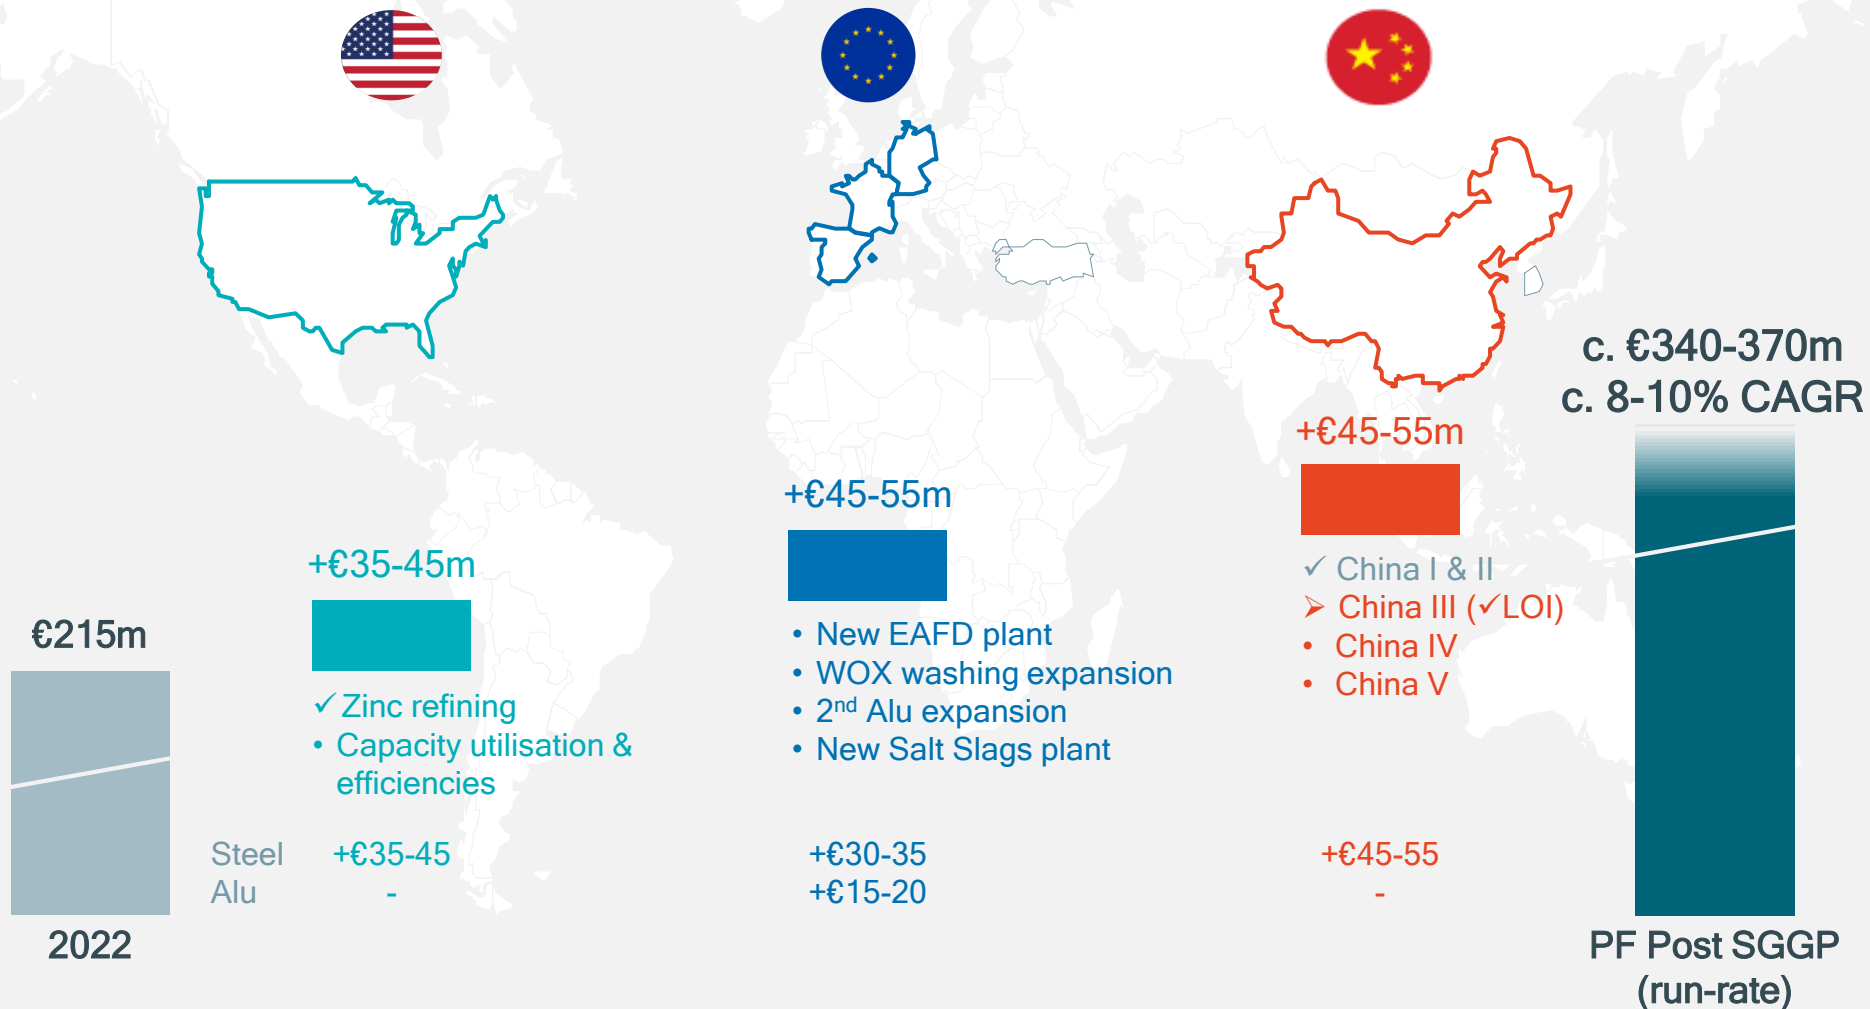 c. €340-370m
c. 8-10% CAGR
+€45-55m
✓ China I & II
➢ China III (✓LOI)
• China IV
• China V
+€45-55m
• New EAFD plant
• WOX washing expansion
• 2nd Alu expansion
• New Salt Slags plant
+€35-45m
✓ Zinc refining
• Capacity utilisation &
efficiencies
€215m
Steel +€35-45 +€30-35 +€45-55
Alu - +€15-20 -
2022
PF Post SGGP
(run-rate)